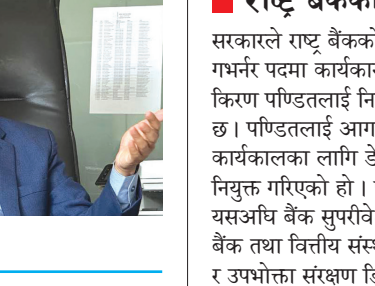 राष्ट्र बैंकको
सरकारले राष्ट्र बैंकको
गभर्नर पदमा कार्यकार
किरण पण्डितलाई नि
छ। पण्डितलाई आग
कार्यकालका लागि डे
नियुक्त गरिएको हो ।
यसअघि बैंक सुपरीवे
बैंक तथा वित्तीय संस्
र उपभोक्ता संरक्षण डि